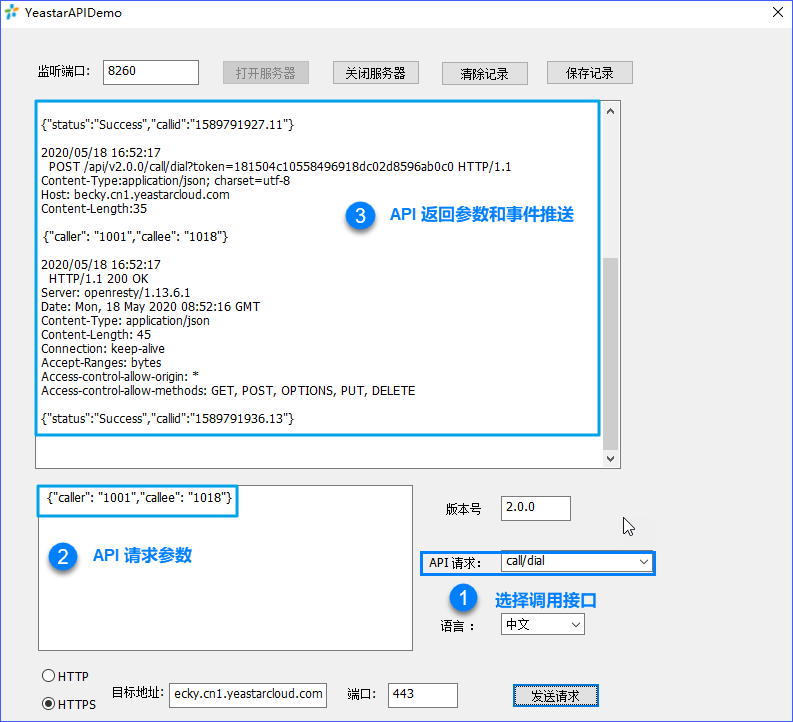 YeastarAPIDemo
监听端口: 8260 打开服务器 关闭服务器 清除记录 保存记录
{"status":"Success","callid":"1589791927.11"}
2020/05/18 16:52:17
POST /api/v2.0.0/call/dial?token=181504c10558496918dc02d8596ab0c0 HTTP/1.1
Content-Type:application/json; charset=utf-8
Host: becky.cn1.yeastarcloud.com
Content-Length:35
3 API 返回参数和事件推送
{"caller": "1001","callee": "1018"}
2020/05/18 16:52:17
HTTP/1.1 200 OK
Server: openresty/1.13.6.1
Date: Mon, 18 May 2020 08:52:16 GMT
Content-Type: application/json
Content-Length: 45
Connection: keep-alive
Accept-Ranges: bytes
Access-control-allow-origin: *
Access-control-allow-methods: GET, POST, OPTIONS, PUT, DELETE
{"status":"Success","callid":"1589791936.13"}
{"caller": "1001","callee": "1018"}
2 API 请求参数
版本号 2.0.0
API 请求: call/dial
1 选择调用接口
语言 : 中文
HTTP
HTTPS
目标地址: ecky.cn1.yeastarcloud.com 端口: 443 发送请求